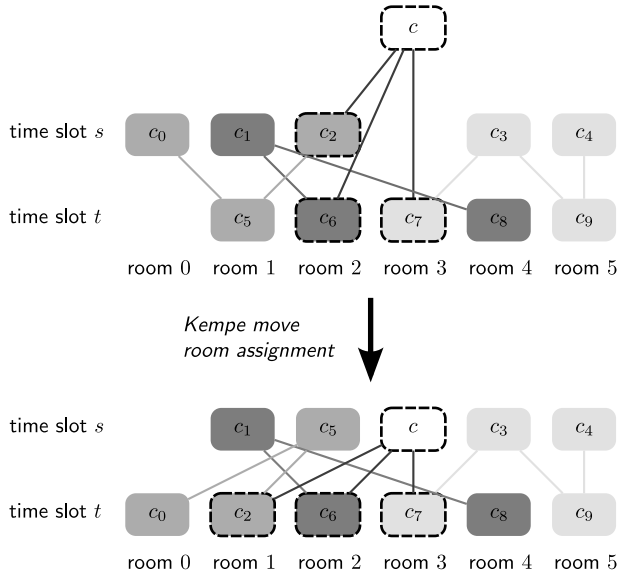 c
time slot s c₀ c₁ c₂ c₃ c₄
time slot t c₅ c₆ c₇ c₈ c₉
room 0 room 1 room 2 room 3 room 4 room 5
Kempe move
room assignment
time slot s c₁ c₅ c c₃ c₄
time slot t c₀ c₂ c₆ c₇ c₈ c₉
room 0 room 1 room 2 room 3 room 4 room 5